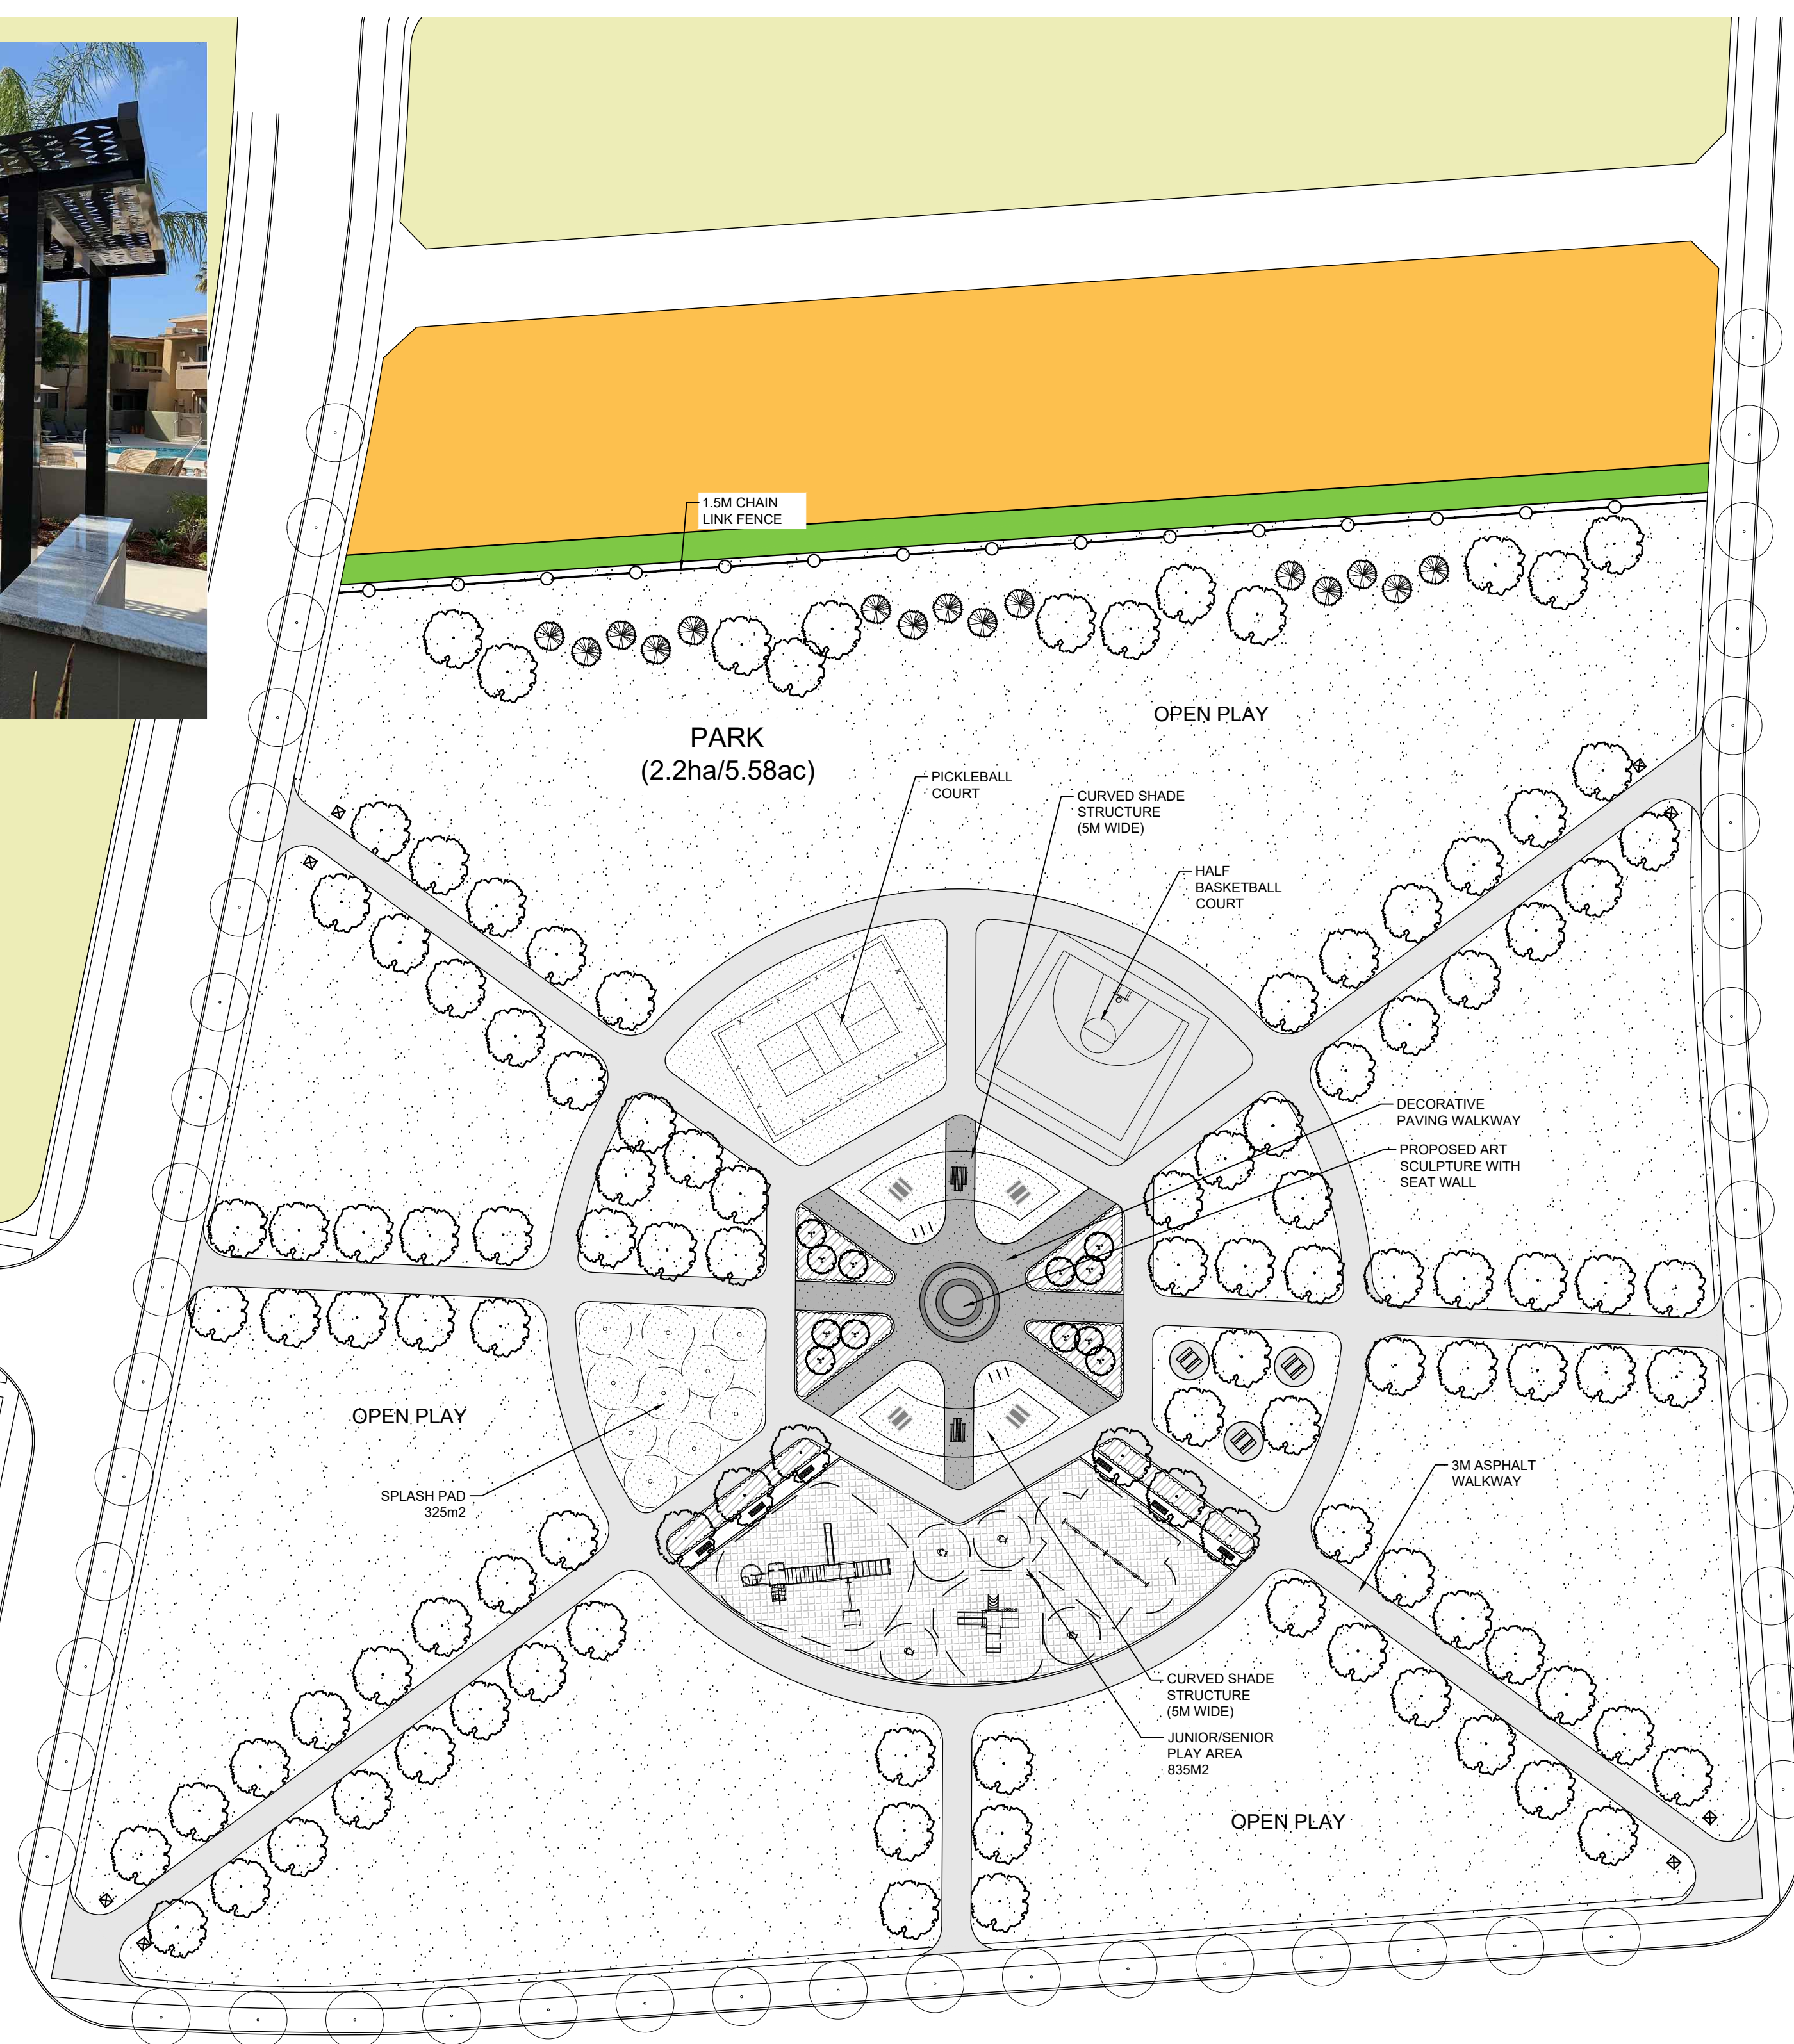 1.5M CHAIN
LINK FENCE
OPEN PLAY
PARK
(2.2ha/5.58ac)
PICKLEBALL
COURT
CURVED SHADE
STRUCTURE
(5M WIDE)
HALF
BASKETBALL
COURT
DECORATIVE
PAVING WALKWAY
PROPOSED ART
SCULPTURE WITH
SEAT WALL
OPEN PLAY
SPLASH PAD
325m2
3M ASPHALT
WALKWAY
CURVED SHADE
STRUCTURE
(5M WIDE)
JUNIOR/SENIOR
PLAY AREA
835M2
OPEN PLAY